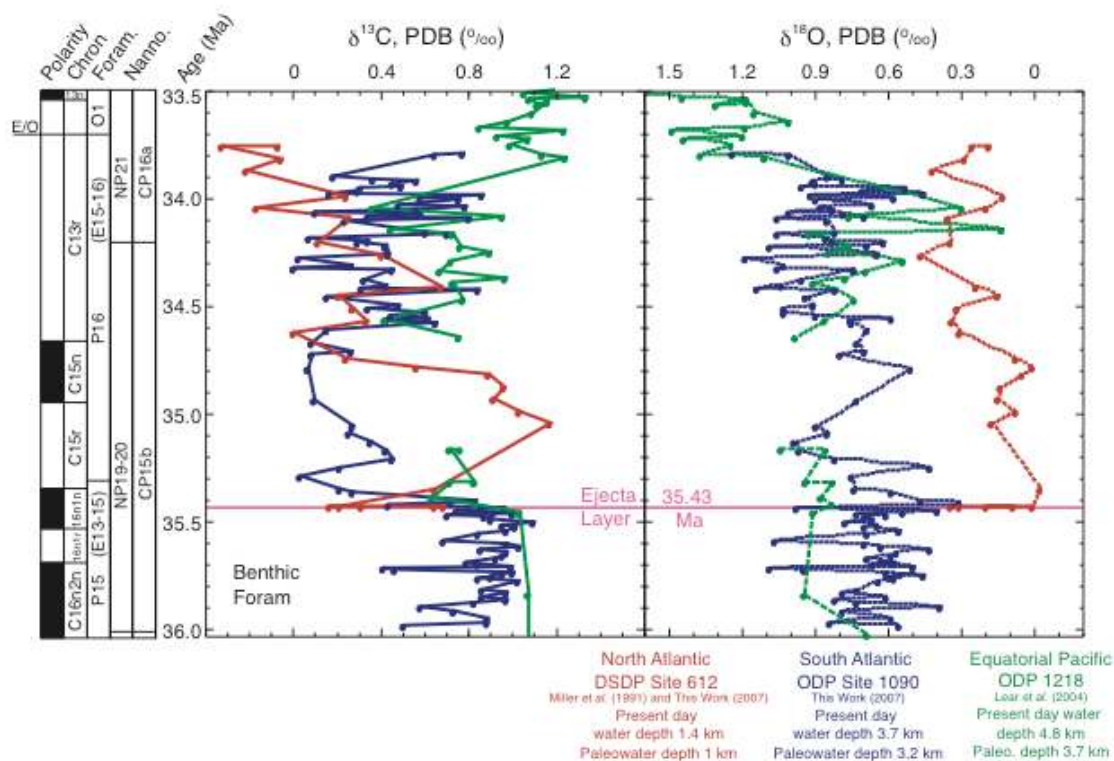 Polarity
Chron
Foram.
Nanno.
Age (Ma)
δ¹³C, PDB (º/₀₀)
δ¹⁸O, PDB (º/₀₀)
0 0.4 0.8 1.2
1.5 1.2 0.9 0.6 0.3 0
33.5
34.0
34.5
35.0
35.5
36.0
E/O
C13r
C15n
C15r
16n1n
16n1r
C16n2n
O1
(E15-16)
P16
(E13-15)
P15
NP21
NP19-20
CP16a
CP15b
Ejecta
Layer
35.43
Ma
Benthic
Foram
North Atlantic
DSDP Site 612
Miller et al. (1991) and This Work (2007)
Present day
water depth 1.4 km
Paleowater depth 1 km
South Atlantic
ODP Site 1090
This Work (2007)
Present day
water depth 3.7 km
Paleowater depth 3.2 km
Equatorial Pacific
ODP 1218
Lear et al. (2004)
Present day water
depth 4.8 km
Paleo. depth 3.7 km